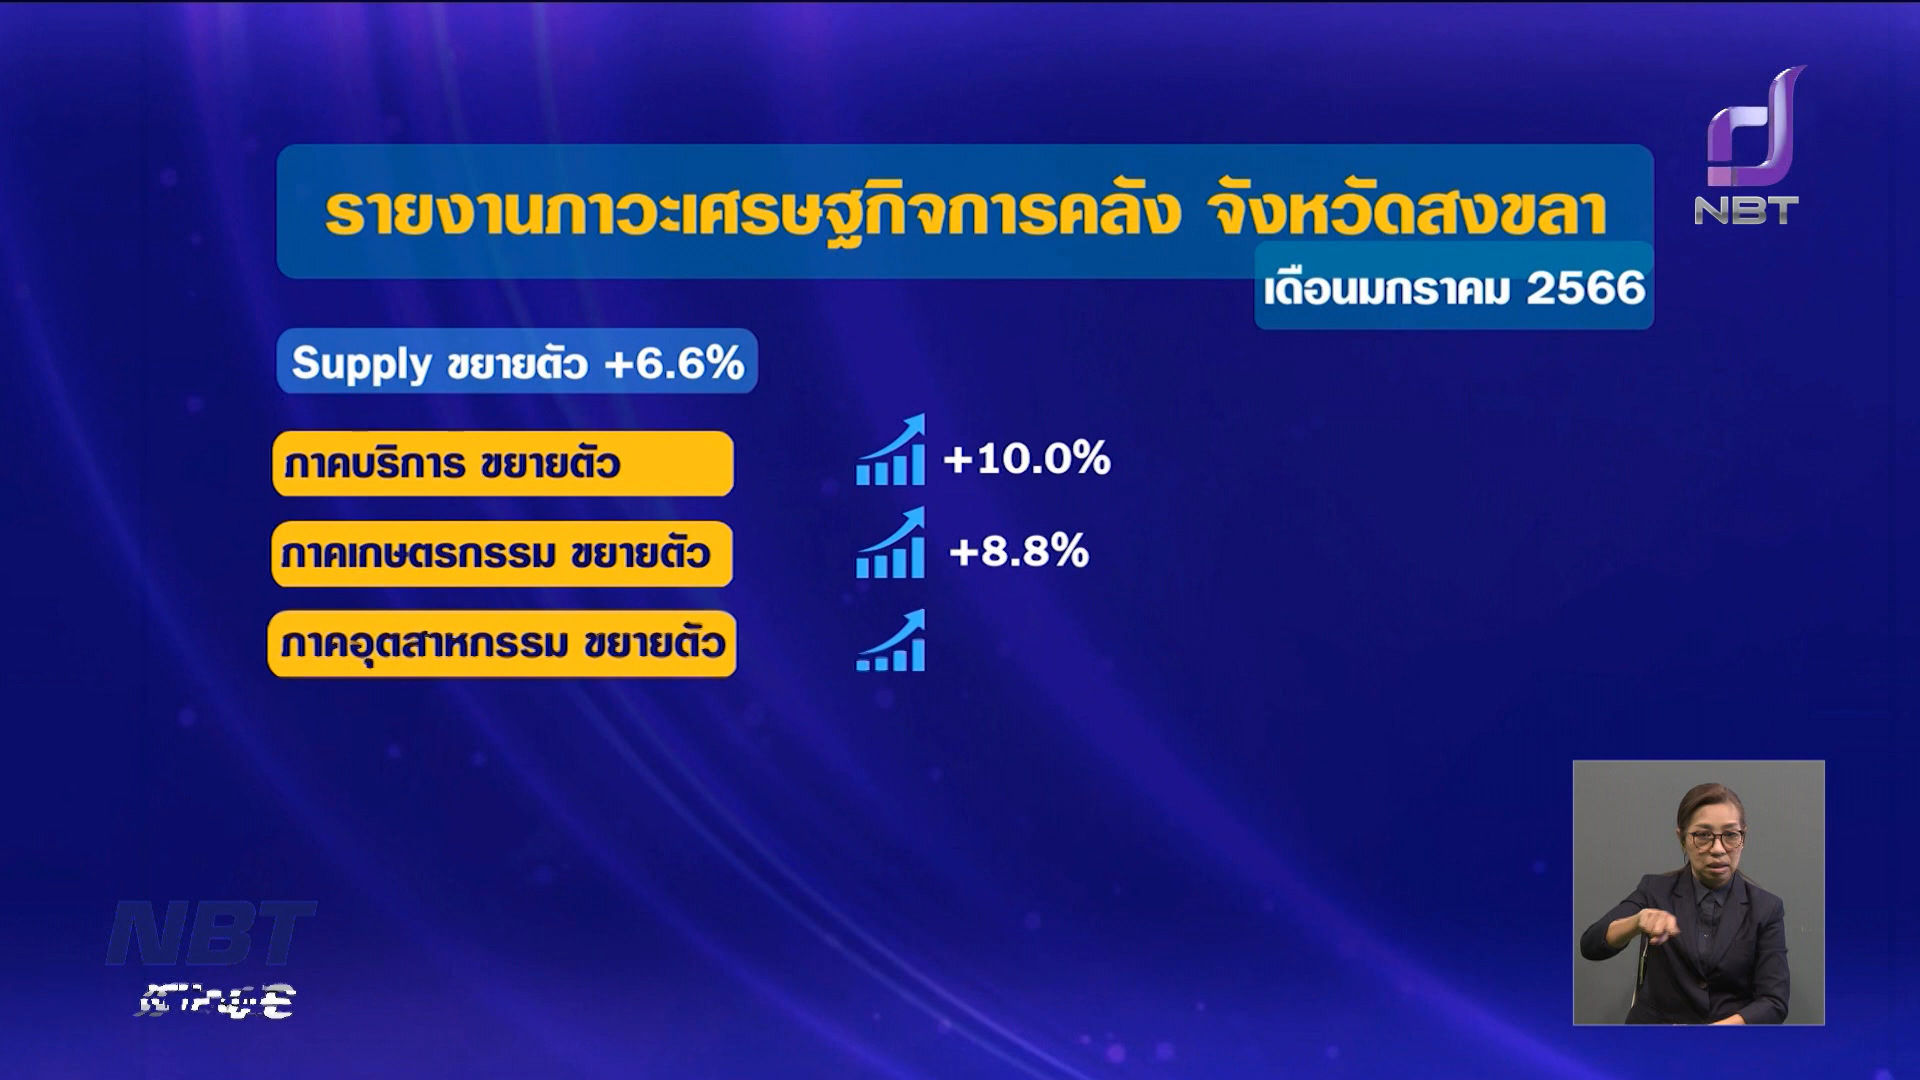 NBT
รายงานภาวะเศรษฐกิจการคลัง จังหวัดสงขลา
เดือนมกราคม 2566
Supply ขยายตัว +6.6%
ภาคบริการ ขยายตัว +10.0%
ภาคเกษตรกรรม ขยายตัว +8.8%
ภาคอุตสาหกรรม ขยายตัว
NBT